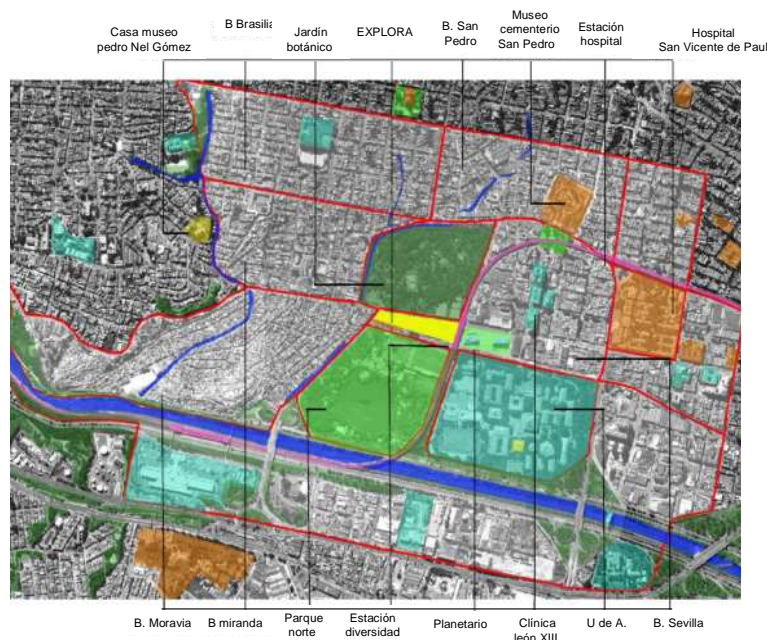 Casa museo
pedro Nel Gómez
B Brasilia
Jardín
botánico
EXPLORA
B. San
Pedro
Museo
cementerio
San Pedro
Estación
hospital
Hospital
San Vicente de Paul
B. Moravia
B miranda
Parque
norte
Estación
diversidad
Planetario
Clínica
león XIII
U de A.
B. Sevilla